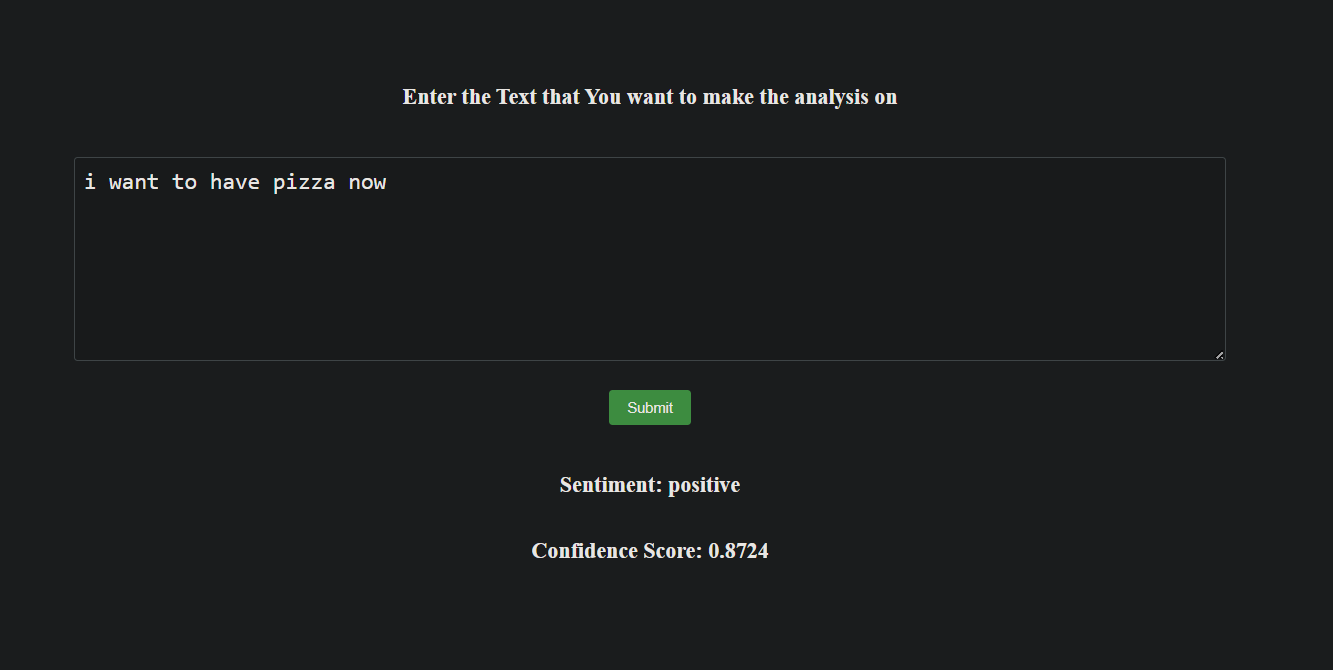 Enter the Text that You want to make the analysis on
i want to have pizza now
Submit
Sentiment: positive
Confidence Score: 0.8724